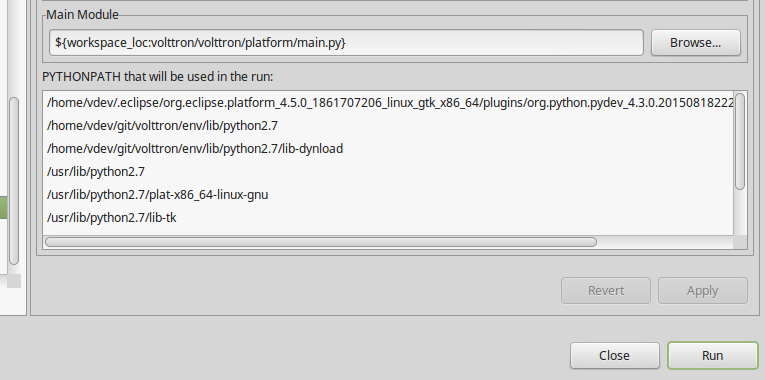 Main Module
${workspace_loc:volttron/volttron/platform/main.py}
Browse...
PYTHONPATH that will be used in the run:
/home/vdev/.eclipse/org.eclipse.platform_4.5.0_1861707206_linux_gtk_x86_64/plugins/org.python.pydev_4.3.0.20150818222
/home/vdev/git/volttron/env/lib/python2.7
/home/vdev/git/volttron/env/lib/python2.7/lib-dynload
/usr/lib/python2.7
/usr/lib/python2.7/plat-x86_64-linux-gnu
/usr/lib/python2.7/lib-tk
Revert
Apply
Close
Run